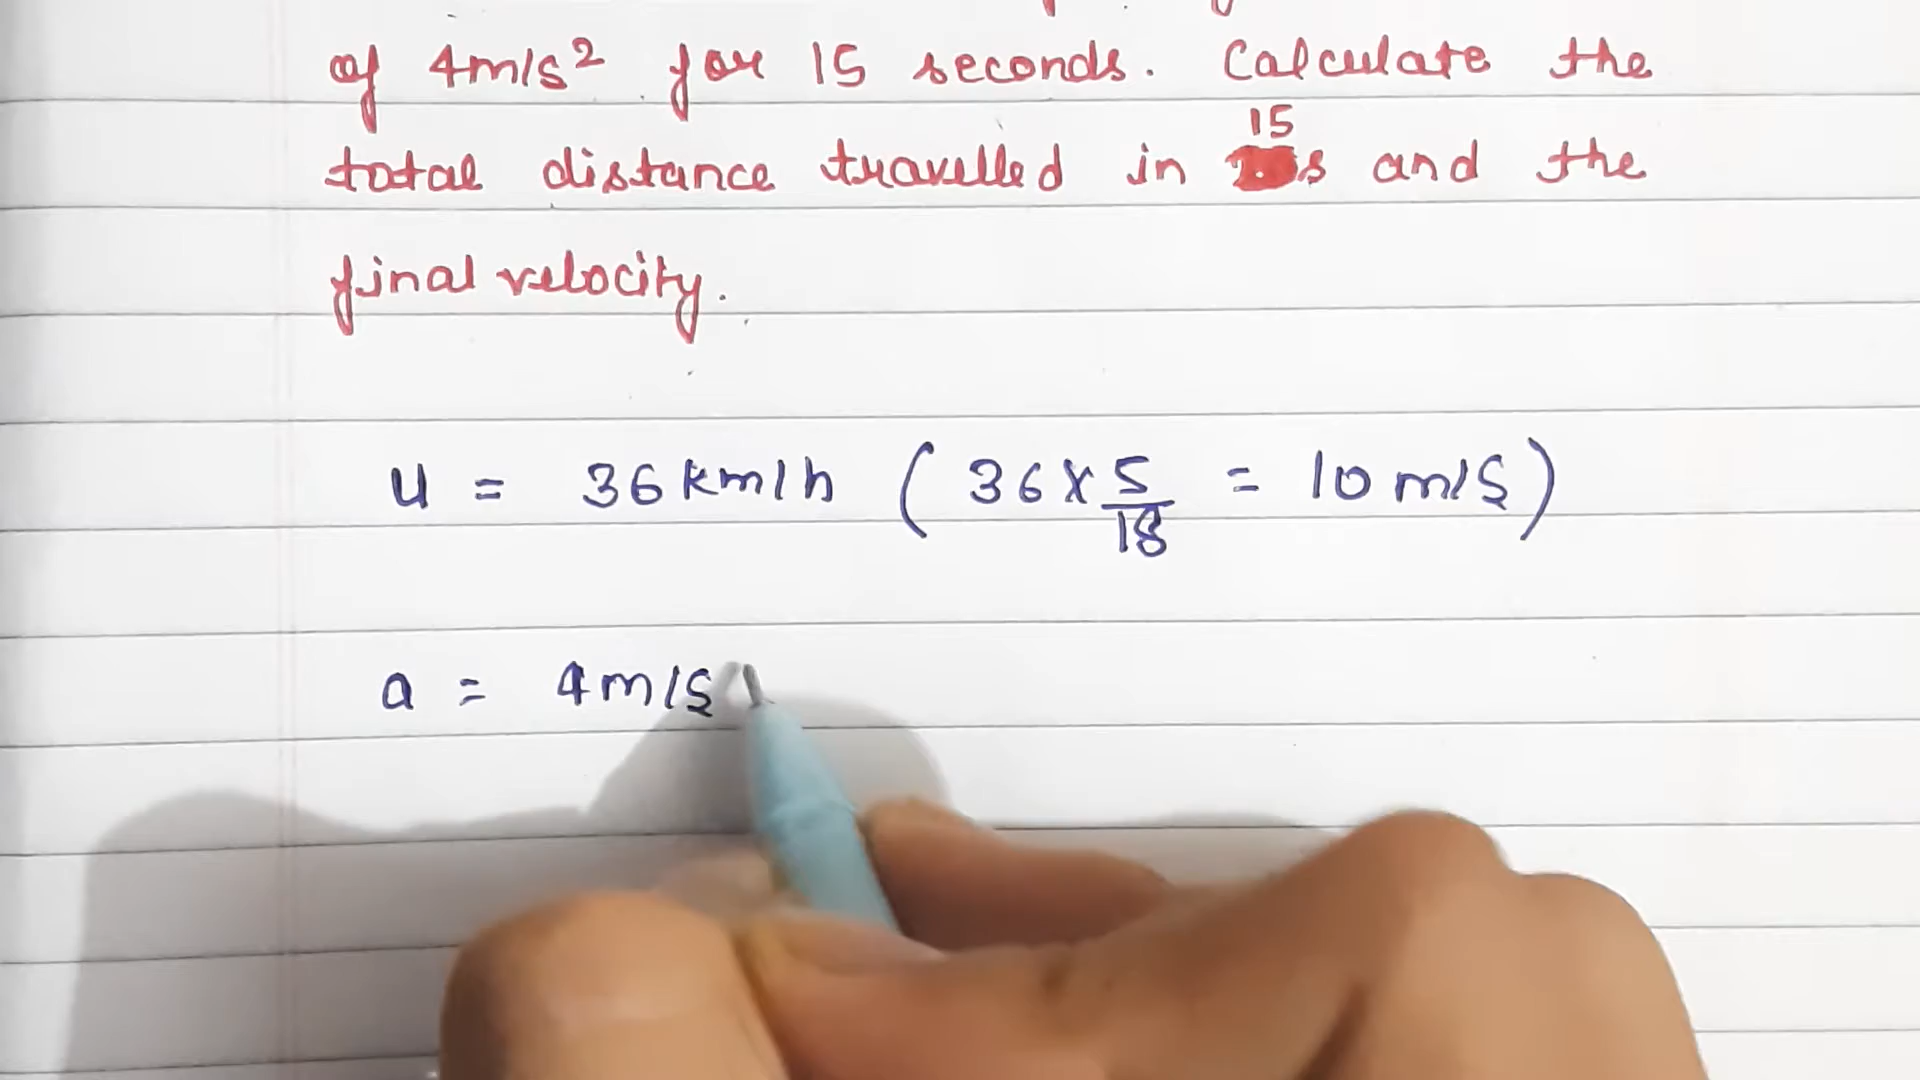 of 4m/s² for 15 seconds. Calculate the
15
total distance travelled in s and the
final velocity.
u = 36 km/h ( 36 × 5/18 = 10 m/s )
a = 4m/s